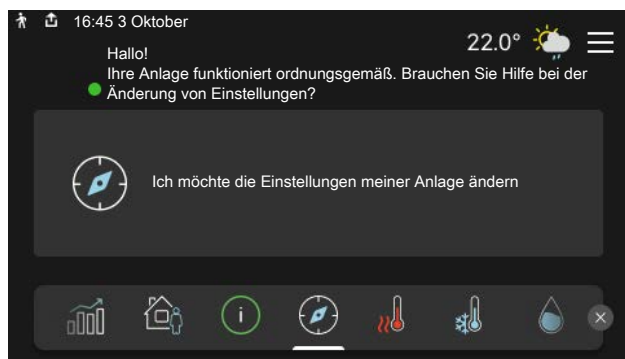 16:45 3 Oktober
22.0°
Hallo!
Ihre Anlage funktioniert ordnungsgemäß. Brauchen Sie Hilfe bei der
Änderung von Einstellungen?
Ich möchte die Einstellungen meiner Anlage ändern
i